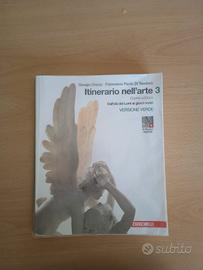 Giorgio Cricco Francesco Paolo Di Teodoro
Itinerario nell'arte 3
Dall'età dei Lumi ai giorni nostri
VERSIONE VERDE
ZANICHELLI
subito